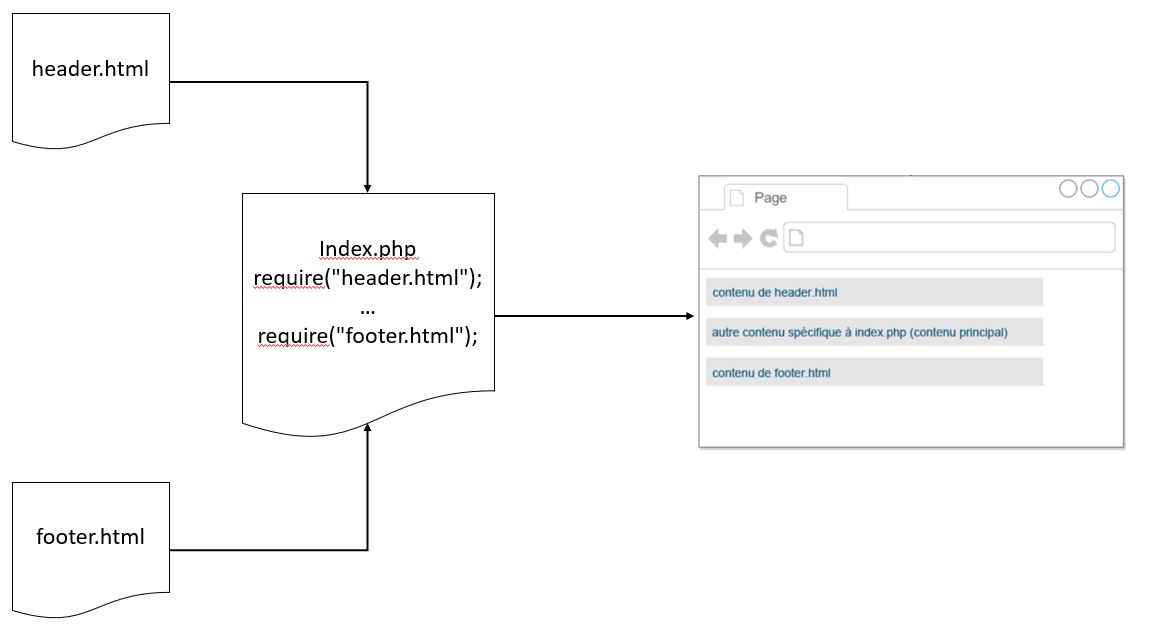 header.html
Index.php
require("header.html");
...
require("footer.html");
footer.html
Page
contenu de header.html
autre contenu spécifique à index.php (contenu principal)
contenu de footer.html